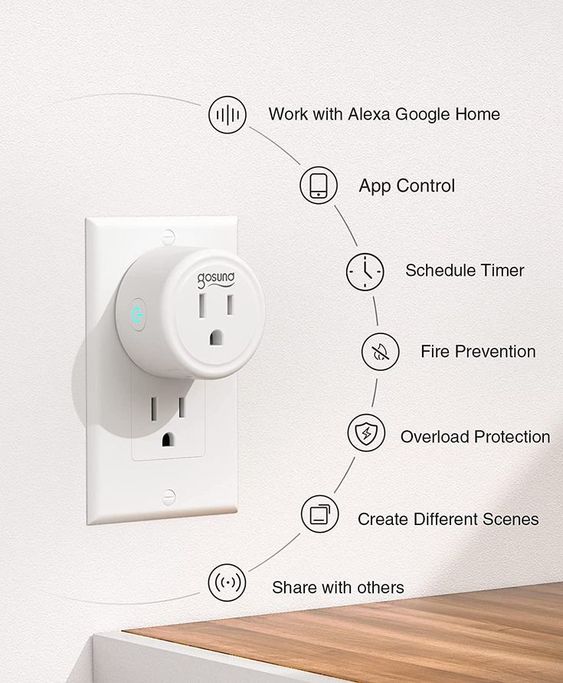 Work with Alexa Google Home
App Control
Schedule Timer
gosund
Fire Prevention
Overload Protection
Create Different Scenes
Share with others